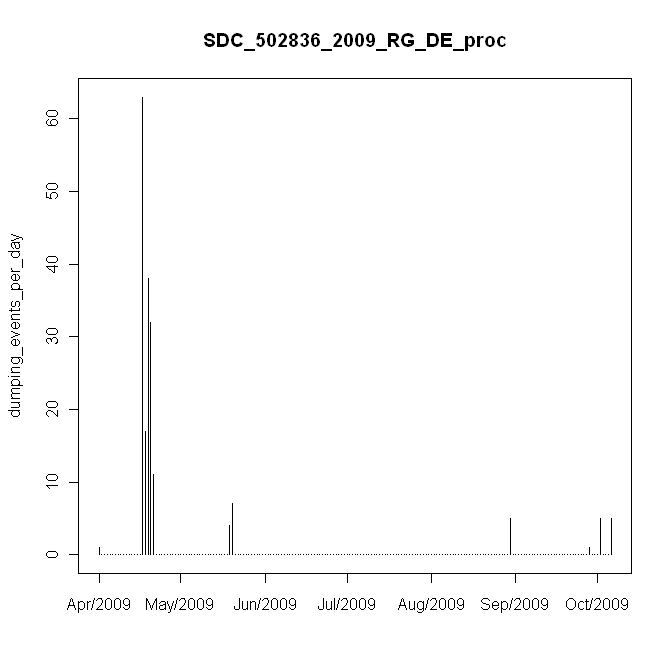 SDC_502836_2009_RG_DE_proc
dumping_events_per_day
60
50
40
30
20
10
0
Apr/2009 May/2009 Jun/2009 Jul/2009 Aug/2009 Sep/2009 Oct/2009